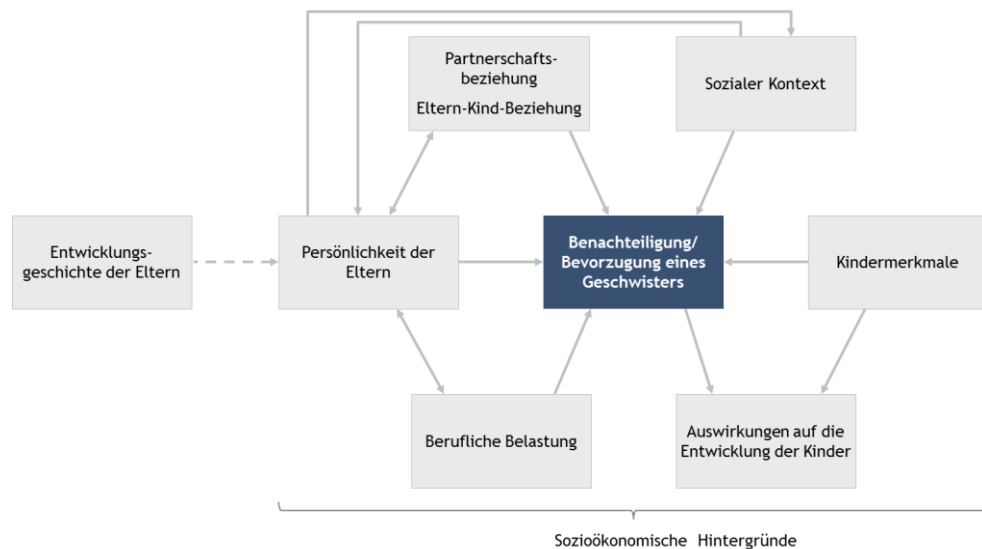 Partnerschafts-
beziehung
Eltern-Kind-Beziehung
Sozialer Kontext
Entwicklungs-
geschichte der Eltern
Persönlichkeit der
Eltern
Benachteiligung/
Bevorzugung eines
Geschwisters
Kindermerkmale
Berufliche Belastung
Auswirkungen auf die
Entwicklung der Kinder
Sozioökonomische Hintergründe